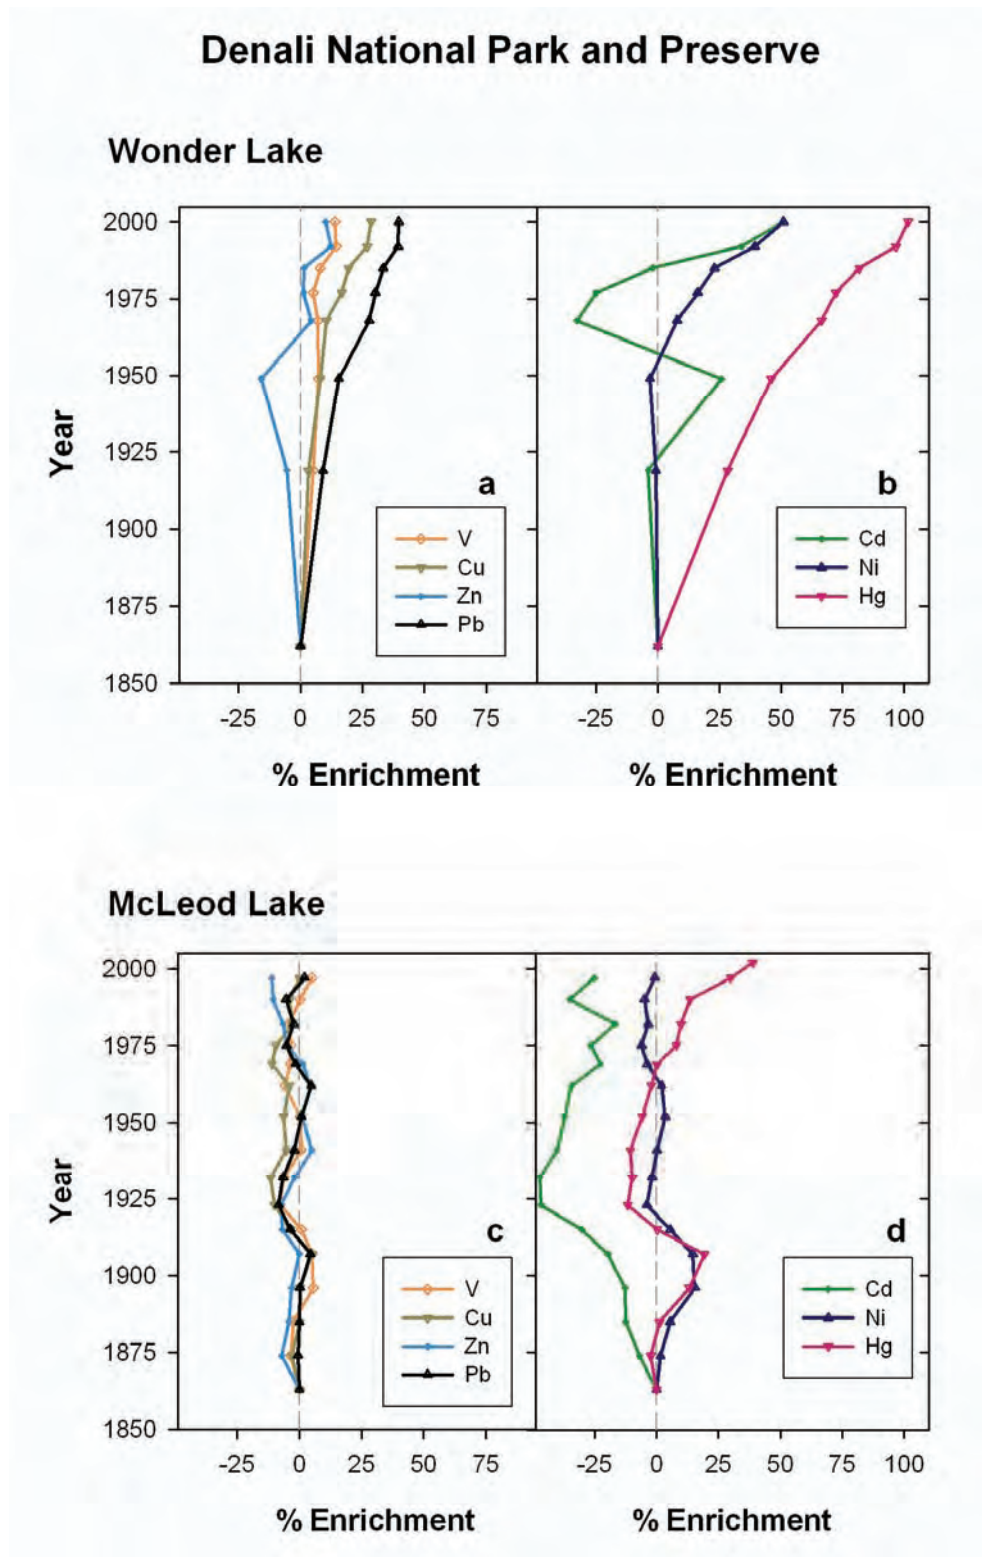 Denali National Park and Preserve
Wonder Lake
Year
2000
1975
1950
1925
1900
1875
1850
a
V
Cu
Zn
Pb
-25 0 25 50 75
% Enrichment
b
Cd
Ni
Hg
-25 0 25 50 75 100
% Enrichment
McLeod Lake
Year
2000
1975
1950
1925
1900
1875
1850
c
V
Cu
Zn
Pb
-25 0 25 50 75
% Enrichment
d
Cd
Ni
Hg
-25 0 25 50 75 100
% Enrichment